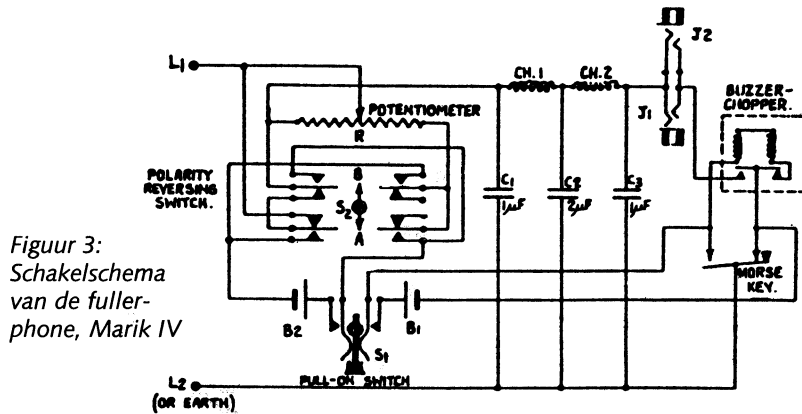 L1
POTENTIOMETER
R
POLARITY
REVERSING
SWITCH.
B
S2
A
CH.1
CH.2
J2
J1
BUZZER-
CHOPPER.
C1
1µF
C2
2µF
C3
1µF
MORSE
KEY.
B2
B1
S1
PULL-ON SWITCH
L2
(OR EARTH)
Figuur 3:
Schakelschema
van de fuller-
phone, Marik IV